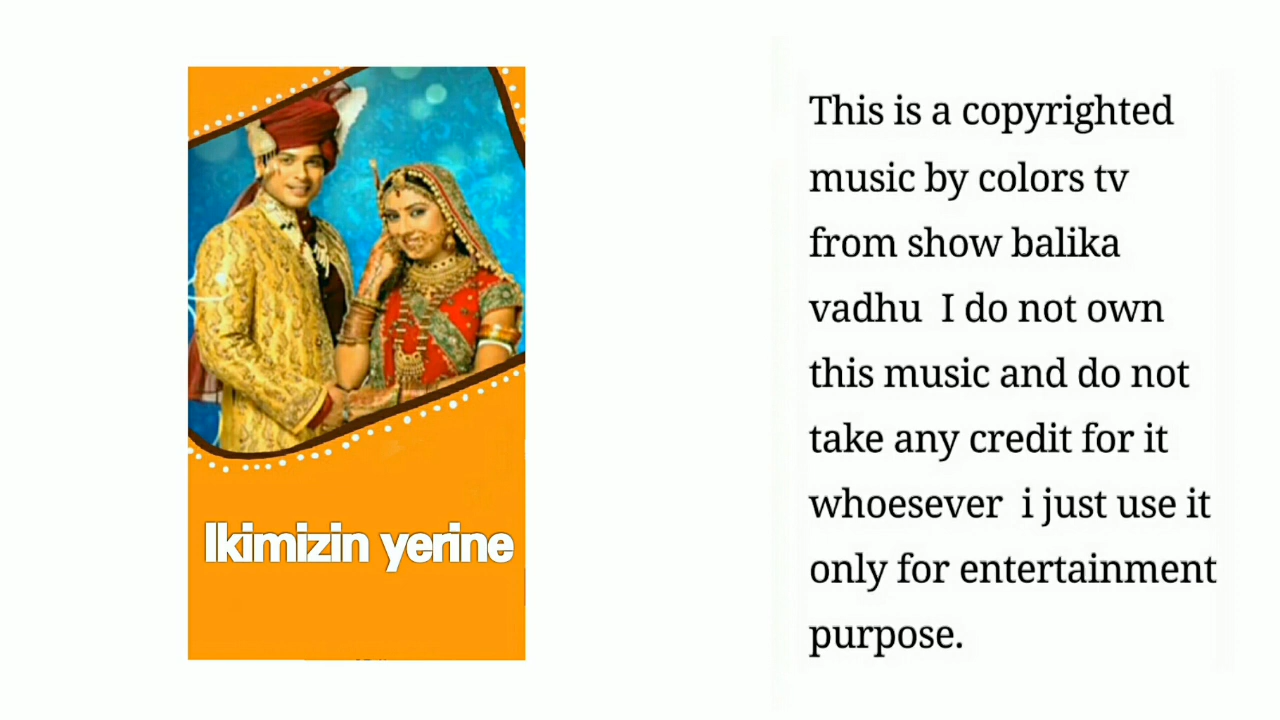 Ikimizin yerine
This is a copyrighted
music by colors tv
from show balika
vadhu I do not own
this music and do not
take any credit for it
whoesever i just use it
only for entertainment
purpose.